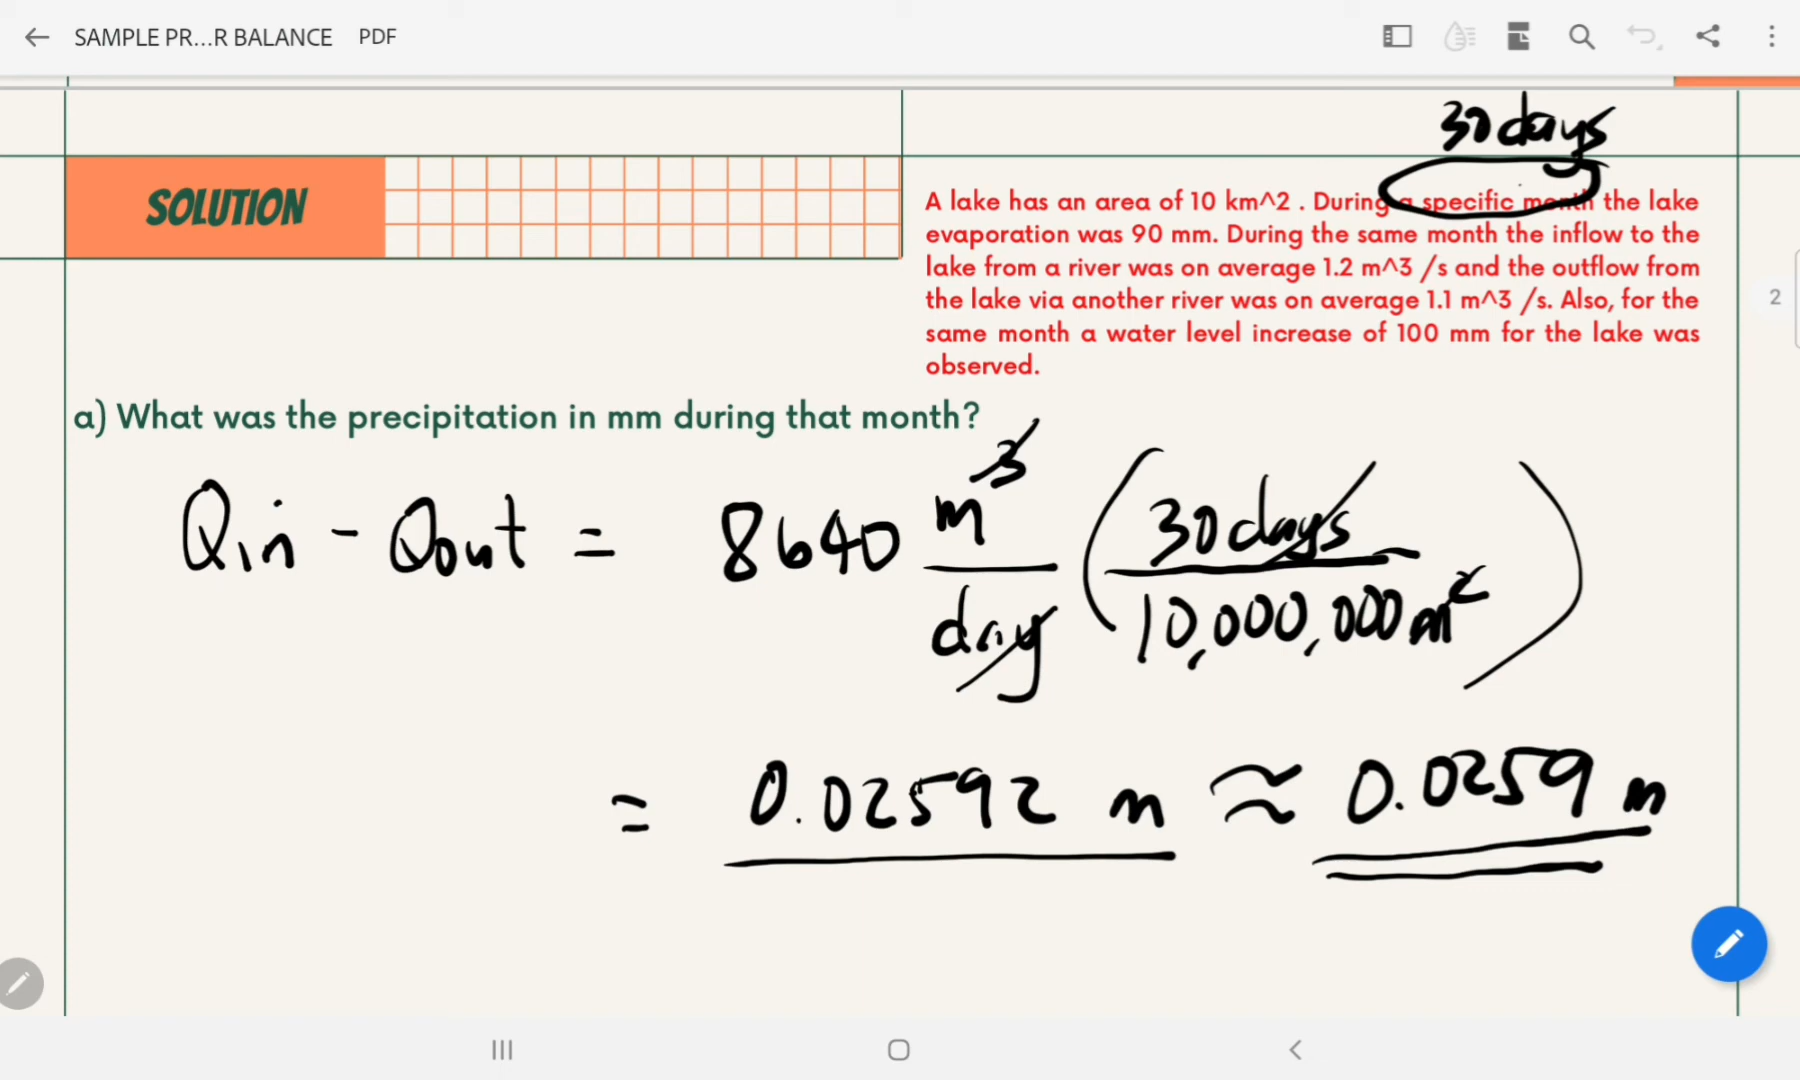 SAMPLE PR...R BALANCE PDF
30 days
SOLUTION
A lake has an area of 10 km^2 . During a specific month the lake
evaporation was 90 mm. During the same month the inflow to the
lake from a river was on average 1.2 m^3 /s and the outflow from
the lake via another river was on average 1.1 m^3 /s. Also, for the
same month a water level increase of 100 mm for the lake was
observed.
2
a) What was the precipitation in mm during that month?
Qin - Qout = 8640 m^3/day (30 days/10,000,000 m^2)
= 0.02592 m ≈ 0.0259 m